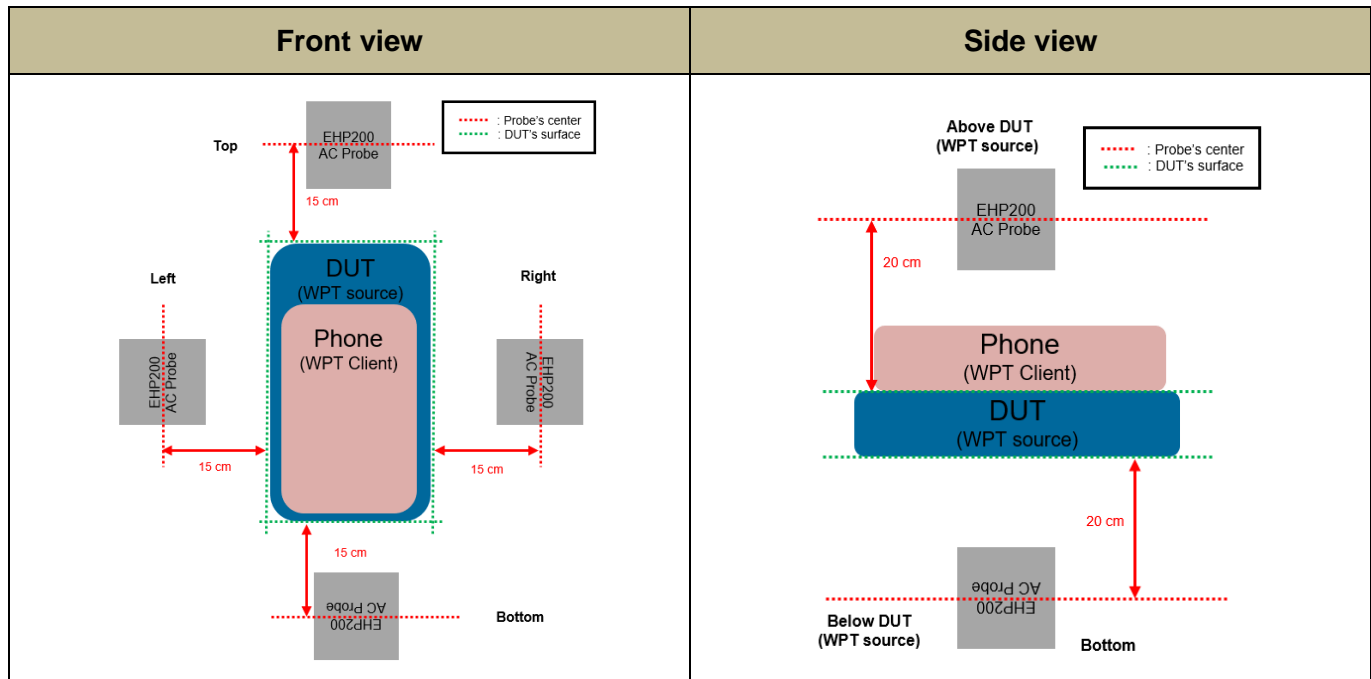 Front view
Side view
EHP200
AC Probe
: Probe's center
: DUT's surface
Top
15 cm
DUT
(WPT source)
Left
Right
Phone
(WPT Client)
EHP200
AC Probe
EHP200
AC Probe
15 cm
15 cm
15 cm
EHP200
AC Probe
Bottom
Above DUT
(WPT source)
: Probe's center
: DUT's surface
EHP200
AC Probe
20 cm
Phone
(WPT Client)
DUT
(WPT source)
20 cm
EHP200
AC Probe
Below DUT
(WPT source)
Bottom